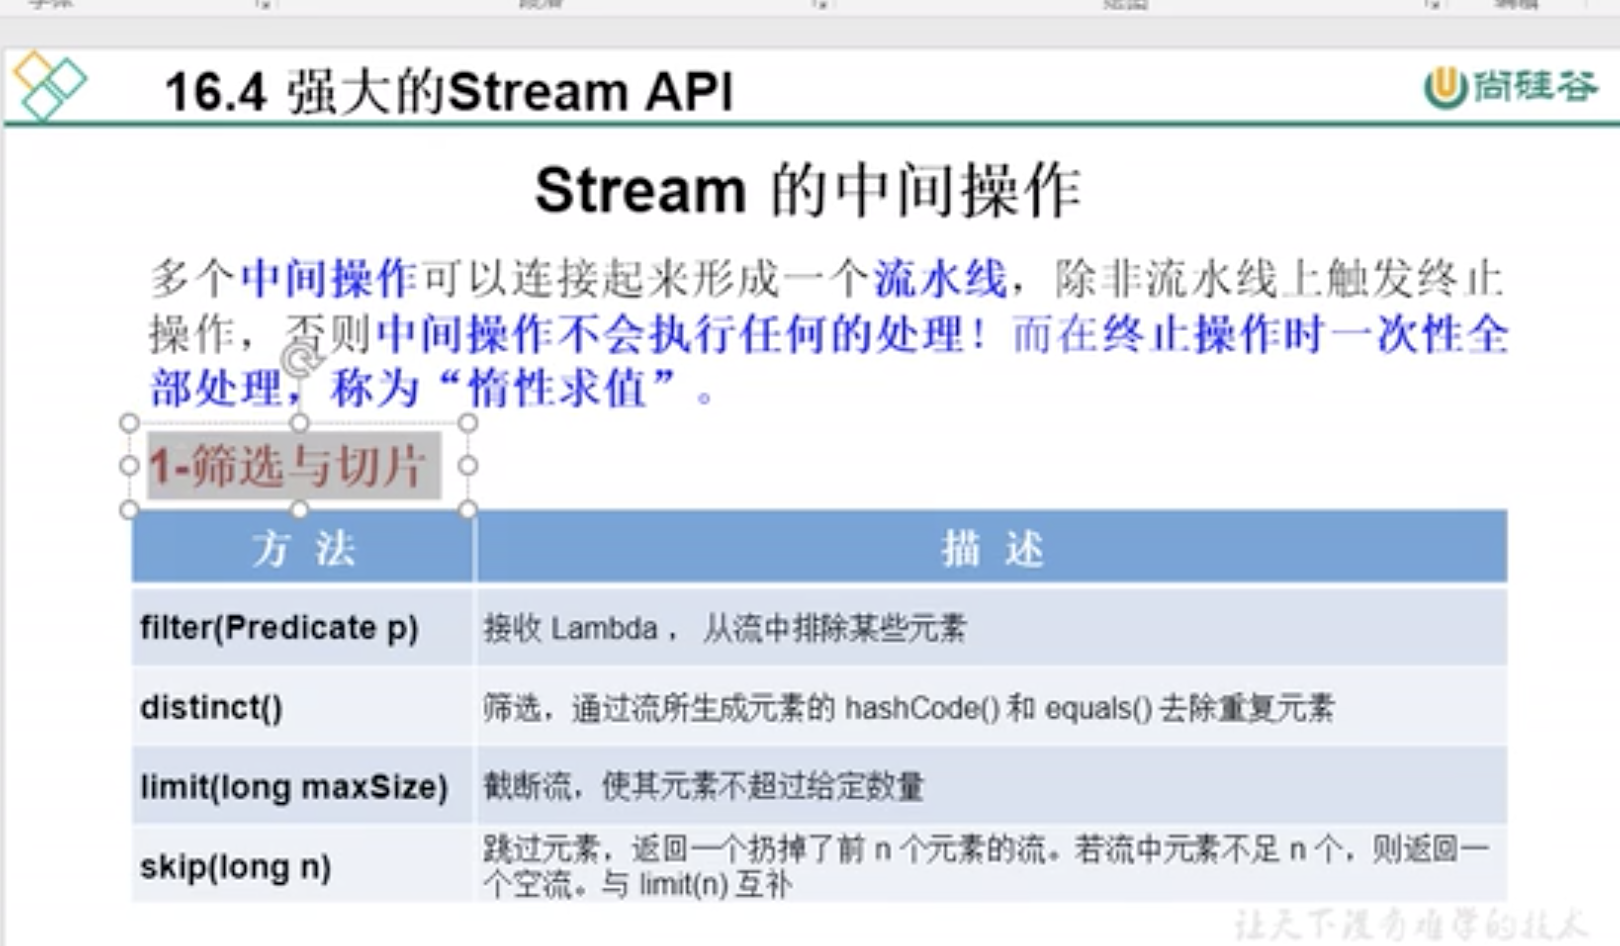 16.4 强大的Stream API
尚硅谷
Stream 的中间操作
多个中间操作可以连接起来形成一个流水线，除非流水线上触发终止
操作，否则中间操作不会执行任何的处理！而在终止操作时一次性全
部处理，称为“惰性求值”。
1-筛选与切片
方 法 描 述
filter(Predicate p) 接收 Lambda ， 从流中排除某些元素
distinct() 筛选，通过流所生成元素的 hashCode() 和 equals() 去除重复元素
limit(long maxSize) 截断流，使其元素不超过给定数量
skip(long n) 跳过元素，返回一个扔掉了前 n 个元素的流。若流中元素不足 n 个，则返回一
个空流。与 limit(n) 互补
让天下没有难学的技术